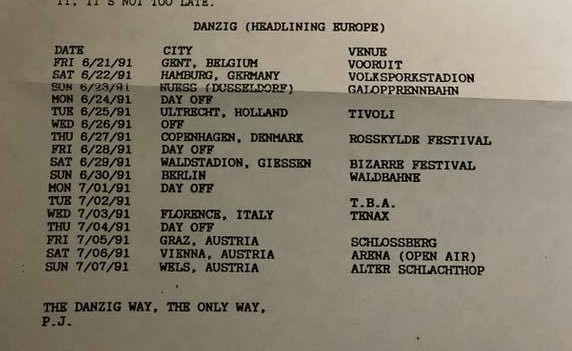 IT, IT'S NOT TOO LATE.
DANZIG (HEADLINING EUROPE)
DATE CITY VENUE
FRI 6/21/91 GENT, BELGIUM VOORUIT
SAT 6/22/91 HAMBURG, GERMANY VOLKSPORKSTADION
SUN 6/23/91 NUESS (DUSSELDORF) GALOPPRENNBAHN
MON 6/24/91 DAY OFF
TUE 6/25/91 ULTRECHT, HOLLAND TIVOLI
WED 6/26/91 OFF
THU 6/27/91 COPENHAGEN, DENMARK ROSSKYLDE FESTIVAL
FRI 6/28/91 DAY OFF
SAT 6/29/91 WALDSTADION, GIESSEN BIZARRE FESTIVAL
SUN 6/30/91 BERLIN WALDBAHNE
MON 7/01/91 DAY OFF
TUE 7/02/91 T.B.A.
WED 7/03/91 FLORENCE, ITALY TENAX
THU 7/04/91 DAY OFF
FRI 7/05/91 GRAZ, AUSTRIA SCHLOSSBERG
SAT 7/06/91 VIENNA, AUSTRIA ARENA (OPEN AIR)
SUN 7/07/91 WELS, AUSTRIA ALTER SCHLACHTHOP
THE DANZIG WAY, THE ONLY WAY,
P.J.